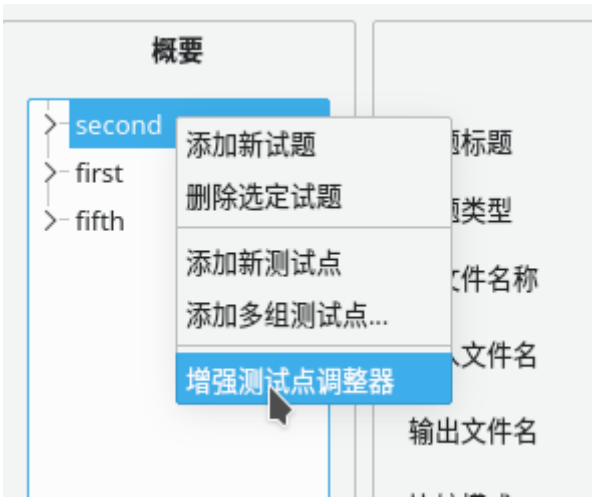 概要
second
first
fifth
添加新试题
删除选定试题
添加新测试点
添加多组测试点...
增强测试点调整器
题标题
题类型
文件名称
文件名
输出文件名